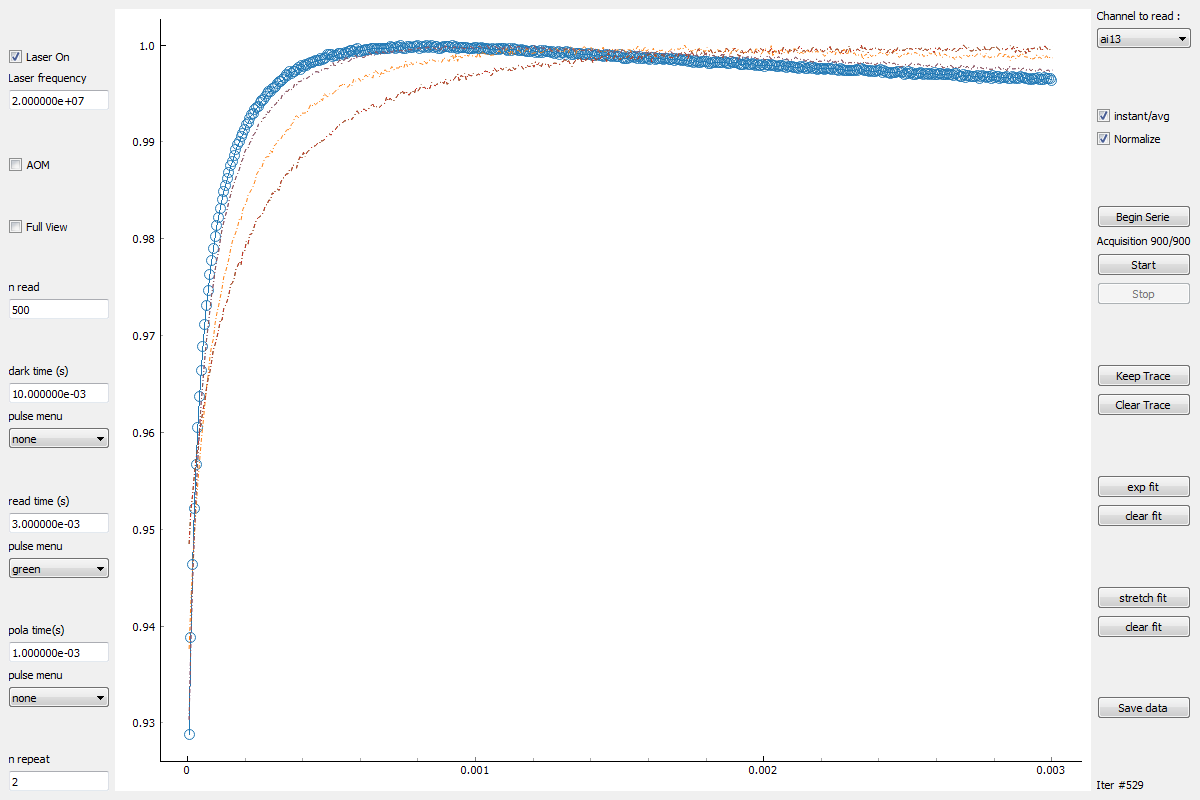 Laser On
Laser frequency
2.000000e+07
AOM
Full View
n read
500
dark time (s)
10.000000e-03
pulse menu
none
read time (s)
3.000000e-03
pulse menu
green
pola time(s)
1.000000e-03
pulse menu
none
n repeat
2
1.0
0.99
0.98
0.97
0.96
0.95
0.94
0.93
0
0.001
0.002
0.003
Channel to read :
ai13
instant/avg
Normalize
Begin Serie
Acquisition 900/900
Start
Stop
Keep Trace
Clear Trace
exp fit
clear fit
stretch fit
clear fit
Save data
Iter #529